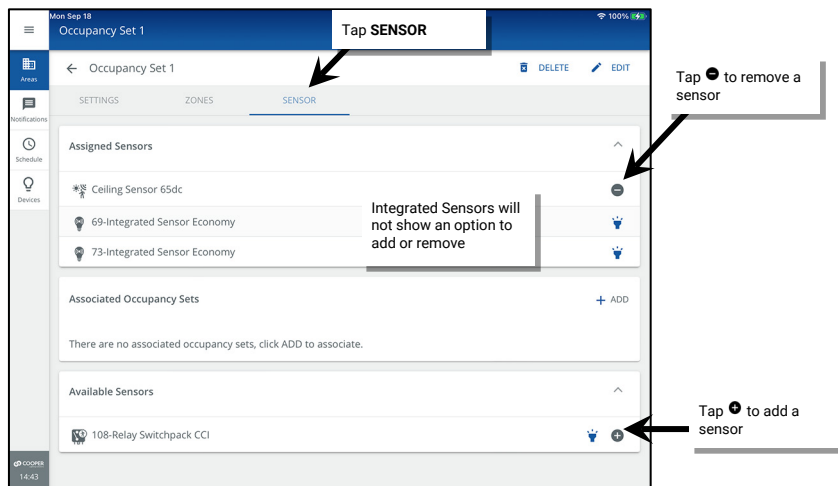 Mon Sep 18
100%
Occupancy Set 1
Tap SENSOR
Areas
Occupancy Set 1
DELETE
EDIT
Tap to remove a
sensor
Notifications
SETTINGS
ZONES
SENSOR
Schedule
Assigned Sensors
Devices
Ceiling Sensor 65dc
69-Integrated Sensor Economy
73-Integrated Sensor Economy
Integrated Sensors will
not show an option to
add or remove
Associated Occupancy Sets
+ ADD
There are no associated occupancy sets, click ADD to associate.
Available Sensors
108-Relay Switchpack CCI
Tap to add a
sensor
COOPER
14:43